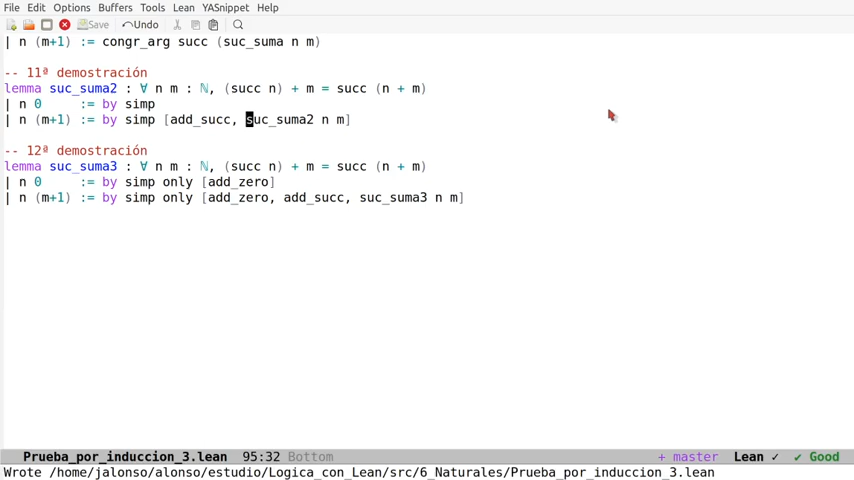 File Edit Options Buffers Tools Lean YASnippet Help
Save Undo
| n (m+1) := congr_arg succ (suc_suma n m)
-- 11ª demostración
lemma suc_suma2 : ∀ n m : ℕ, (succ n) + m = succ (n + m)
| n 0     := by simp
| n (m+1) := by simp [add_succ, suc_suma2 n m]
-- 12ª demostración
lemma suc_suma3 : ∀ n m : ℕ, (succ n) + m = succ (n + m)
| n 0     := by simp only [add_zero]
| n (m+1) := by simp only [add_zero, add_succ, suc_suma3 n m]
Prueba_por_induccion_3.lean 95:32 Bottom + master Lean ✓ ✔ Good
Wrote /home/jalonso/alonso/estudio/Logica_con_Lean/src/6_Naturales/Prueba_por_induccion_3.lean